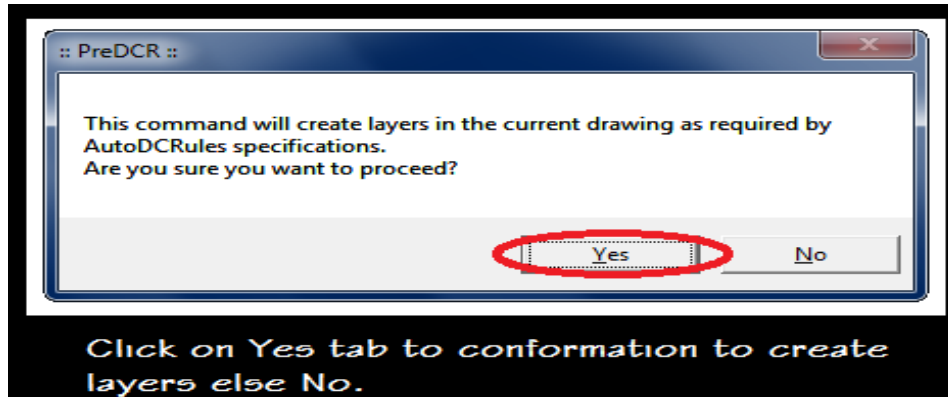 :: PreDCR ::
This command will create layers in the current drawing as required by
AutoDCRules specifications.
Are you sure you want to proceed?
Yes No
Click on Yes tab to conformation to create
layers else No.